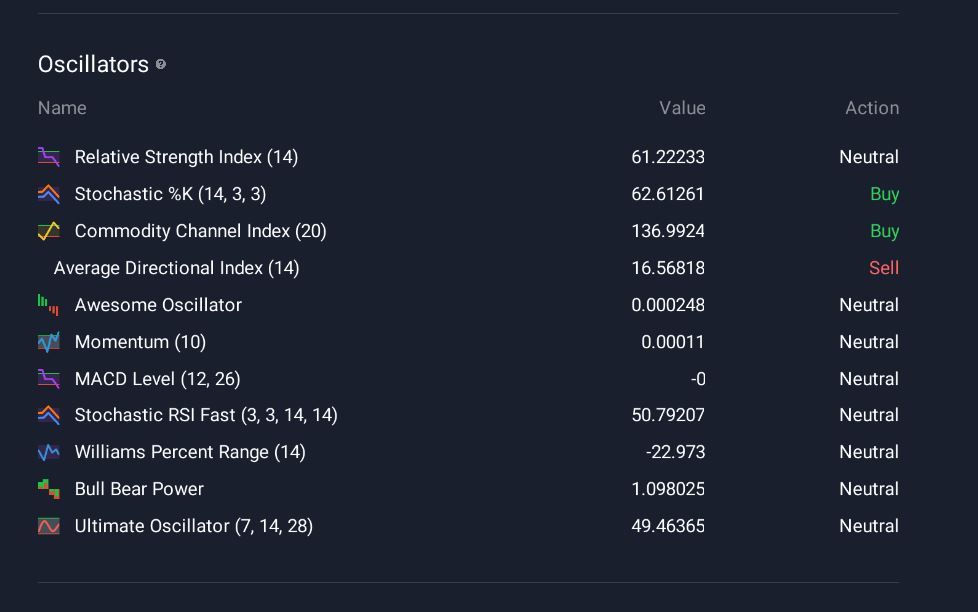 Oscillators
Name Value Action
Relative Strength Index (14) 61.22233 Neutral
Stochastic %K (14, 3, 3) 62.61261 Buy
Commodity Channel Index (20) 136.9924 Buy
Average Directional Index (14) 16.56818 Sell
Awesome Oscillator 0.000248 Neutral
Momentum (10) 0.00011 Neutral
MACD Level (12, 26) -0 Neutral
Stochastic RSI Fast (3, 3, 14, 14) 50.79207 Neutral
Williams Percent Range (14) -22.973 Neutral
Bull Bear Power 1.098025 Neutral
Ultimate Oscillator (7, 14, 28) 49.46365 Neutral